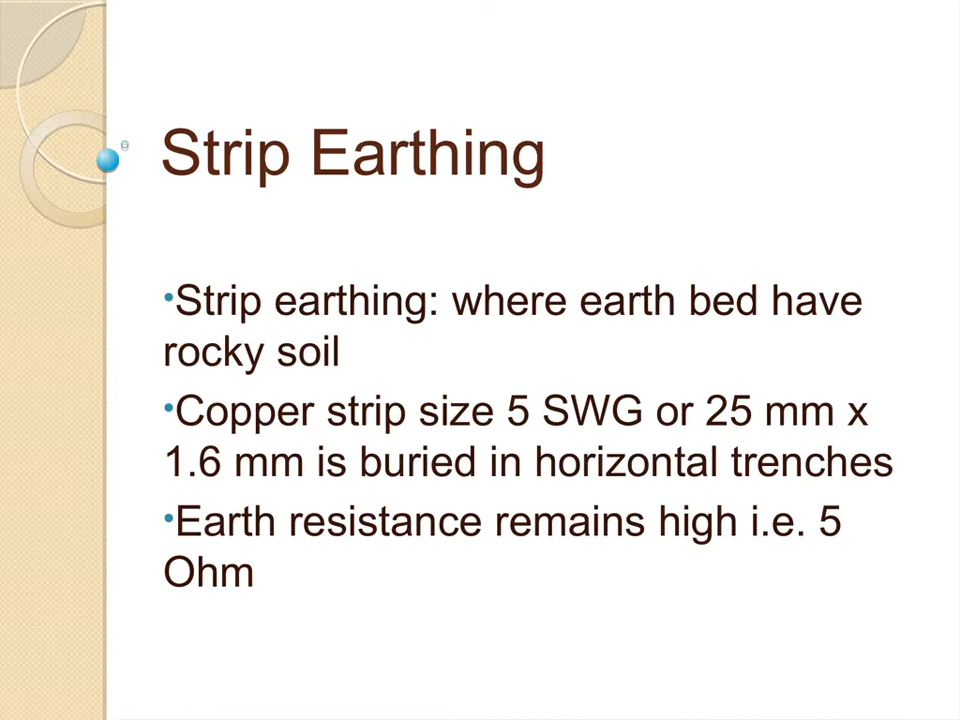 Strip Earthing
•Strip earthing: where earth bed have
rocky soil
•Copper strip size 5 SWG or 25 mm x
1.6 mm is buried in horizontal trenches
•Earth resistance remains high i.e. 5
Ohm